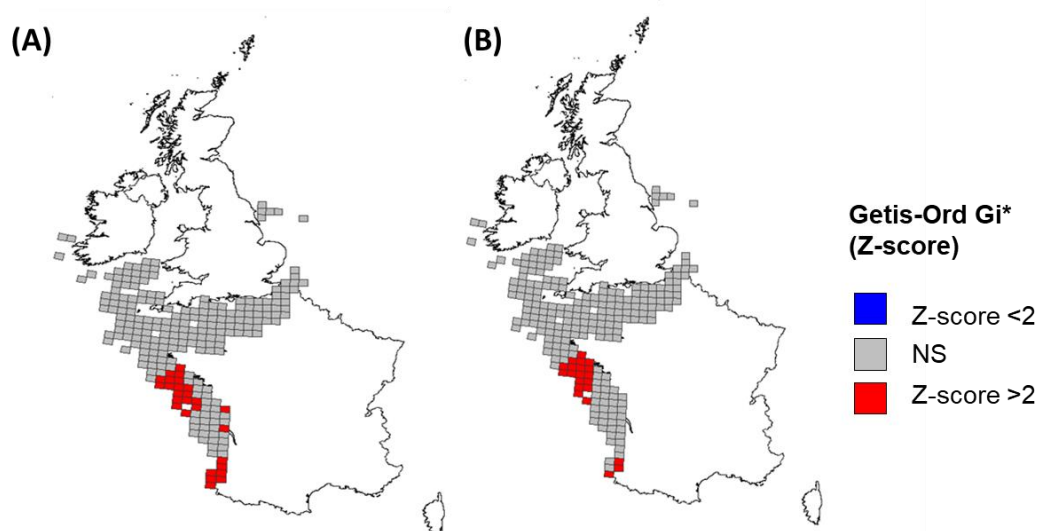 (A)
(B)
Getis-Ord Gi*
(Z-score)
Z-score <2
NS
Z-score >2